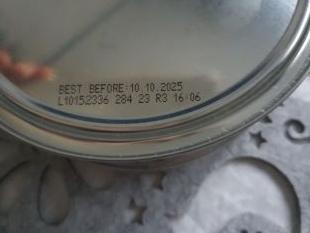 BEST BEFORE:10.10.2025
L10152336 284 23 R3 16:06